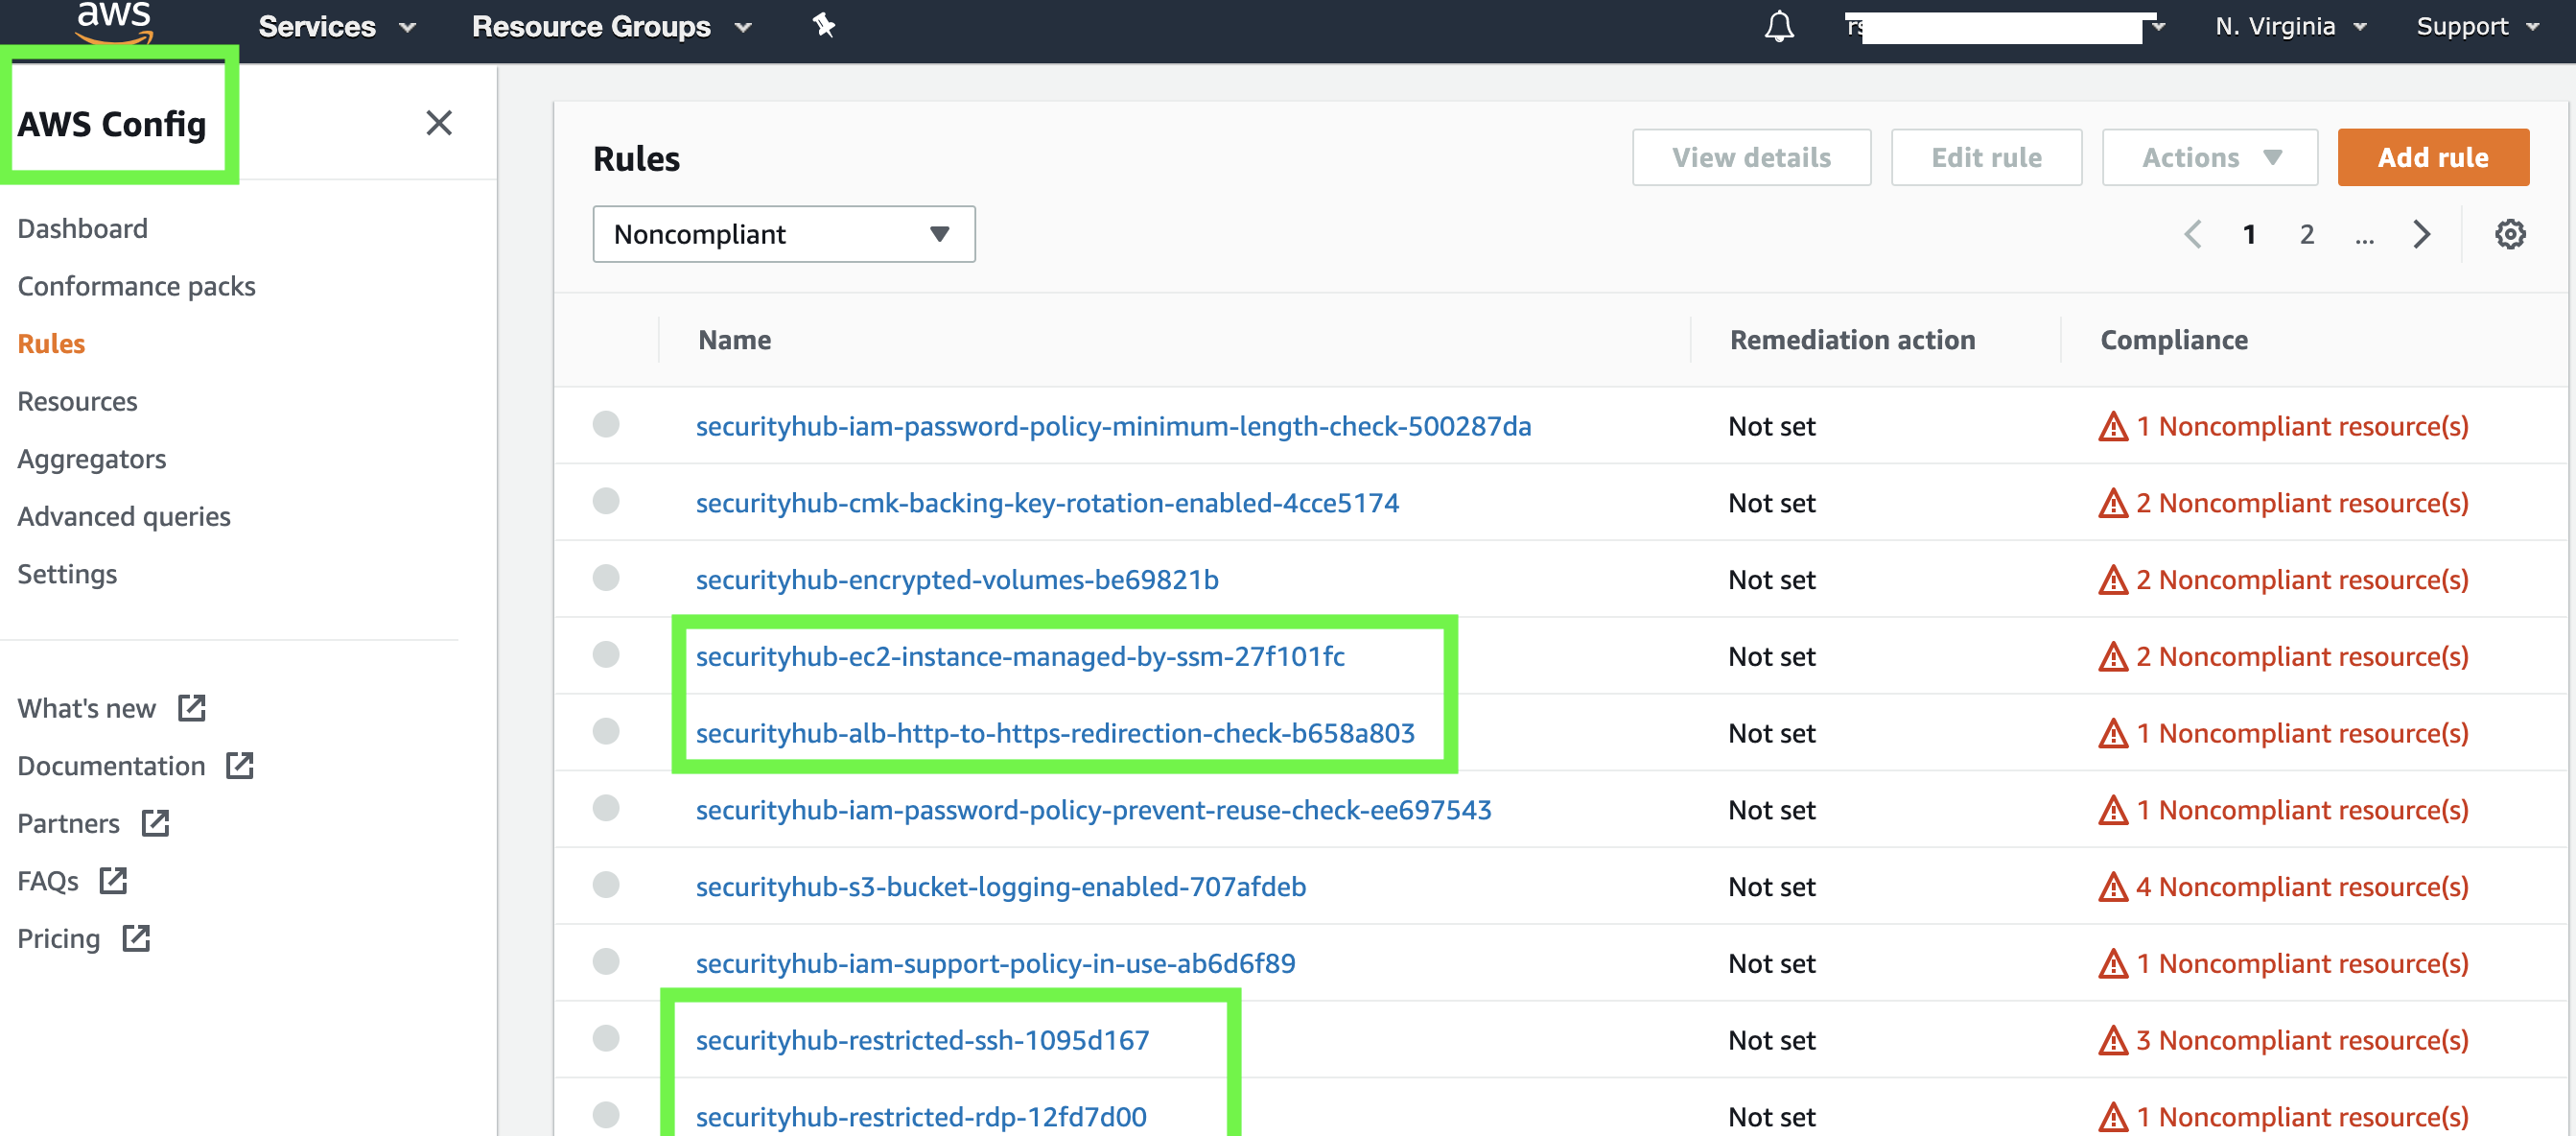 aws Services Resource Groups rs N. Virginia Support
AWS Config
Dashboard
Conformance packs
Rules
Resources
Aggregators
Advanced queries
Settings
What's new
Documentation
Partners
FAQs
Pricing
Rules View details Edit rule Actions Add rule
Noncompliant 1 2 ...
Name Remediation action Compliance
securityhub-iam-password-policy-minimum-length-check-500287da Not set 1 Noncompliant resource(s)
securityhub-cmk-backing-key-rotation-enabled-4cce5174 Not set 2 Noncompliant resource(s)
securityhub-encrypted-volumes-be69821b Not set 2 Noncompliant resource(s)
securityhub-ec2-instance-managed-by-ssm-27f101fc Not set 2 Noncompliant resource(s)
securityhub-alb-http-to-https-redirection-check-b658a803 Not set 1 Noncompliant resource(s)
securityhub-iam-password-policy-prevent-reuse-check-ee697543 Not set 1 Noncompliant resource(s)
securityhub-s3-bucket-logging-enabled-707afdeb Not set 4 Noncompliant resource(s)
securityhub-iam-support-policy-in-use-ab6d6f89 Not set 1 Noncompliant resource(s)
securityhub-restricted-ssh-1095d167 Not set 3 Noncompliant resource(s)
securityhub-restricted-rdp-12fd7d00 Not set 1 Noncompliant resource(s)